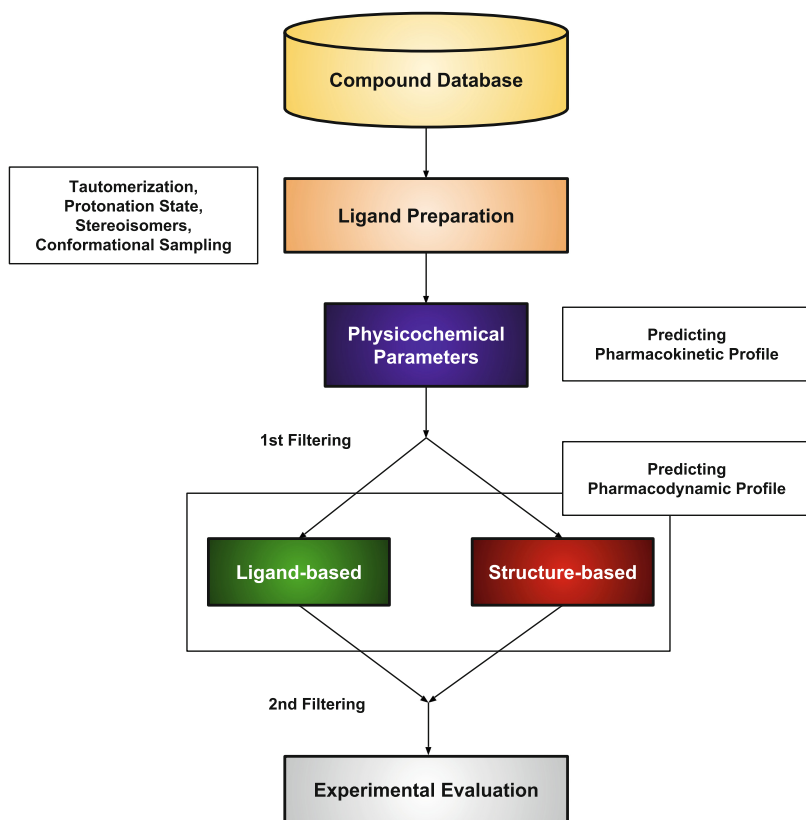 Compound Database
Tautomerization,
Protonation State,
Stereoisomers,
Conformational Sampling
Ligand Preparation
Physicochemical
Parameters
Predicting
Pharmacokinetic Profile
1st Filtering
Predicting
Pharmacodynamic Profile
Ligand-based
Structure-based
2nd Filtering
Experimental Evaluation